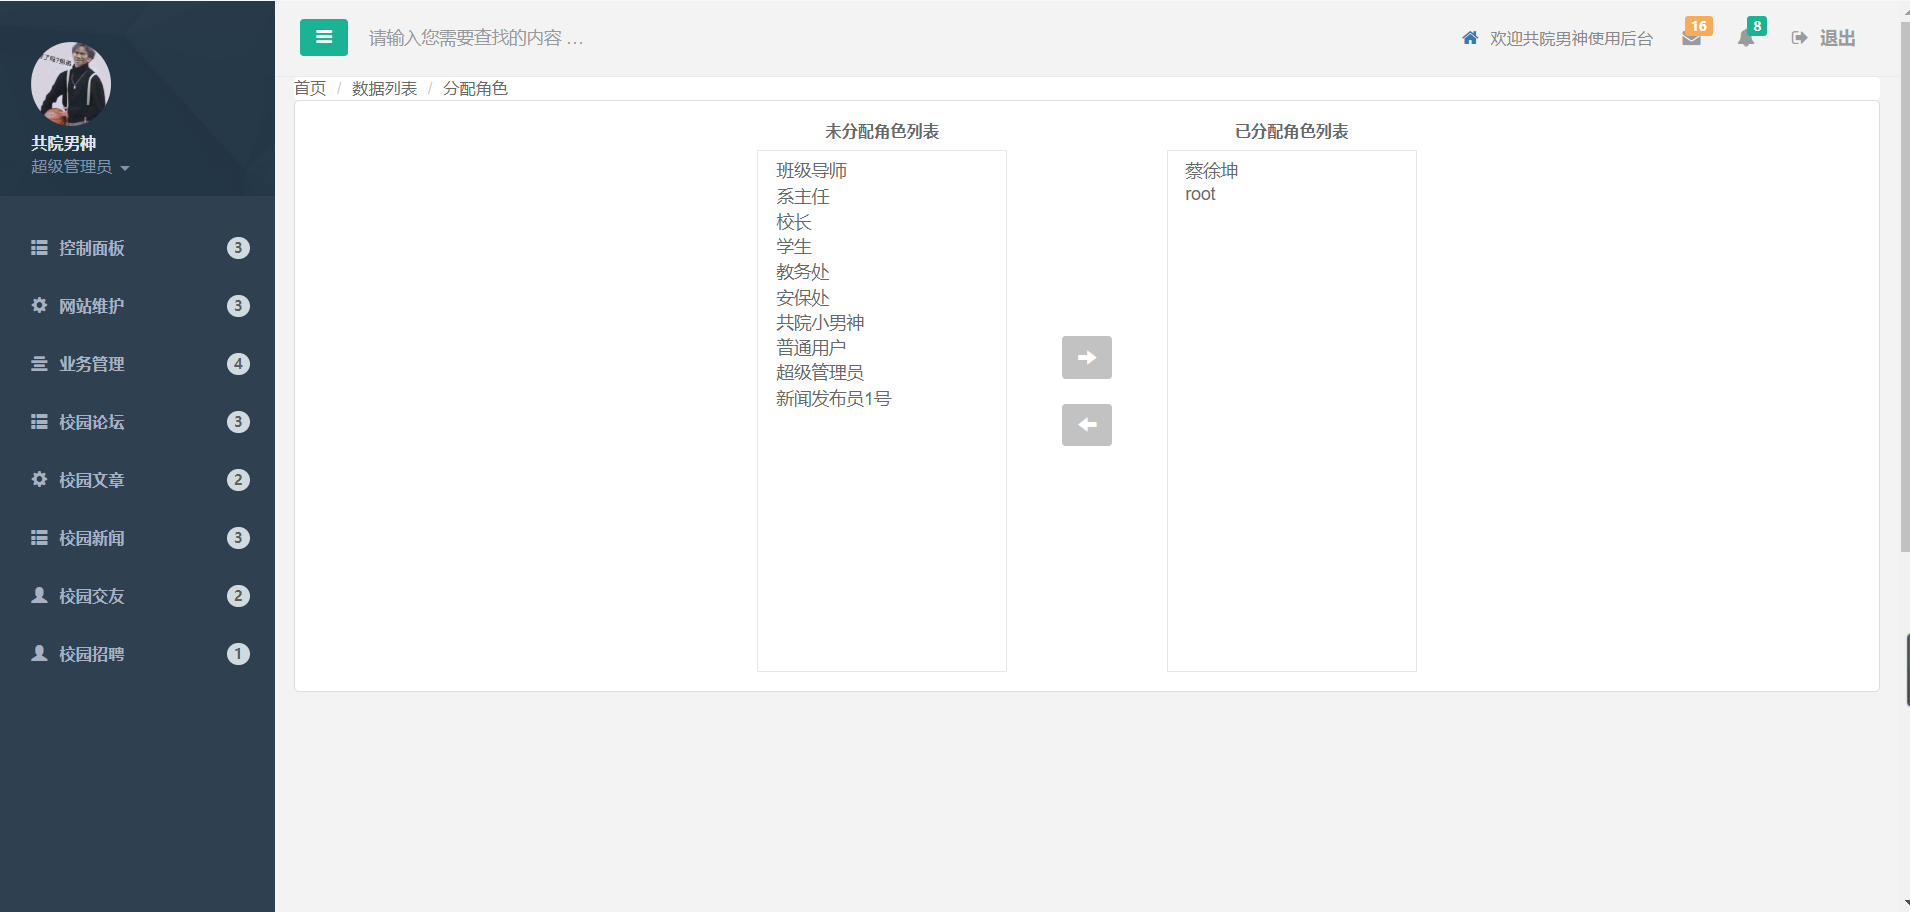 共院男神
超级管理员
控制面板 3
网站维护 3
业务管理 4
校园论坛 3
校园文章 2
校园新闻 3
校园交友 2
校园招聘 1
请输入您需要查找的内容 …
欢迎共院男神使用后台 16 8 退出
首页 / 数据列表 / 分配角色
未分配角色列表
班级导师
系主任
校长
学生
教务处
安保处
共院小男神
普通用户
超级管理员
新闻发布员1号
已分配角色列表
蔡徐坤
root